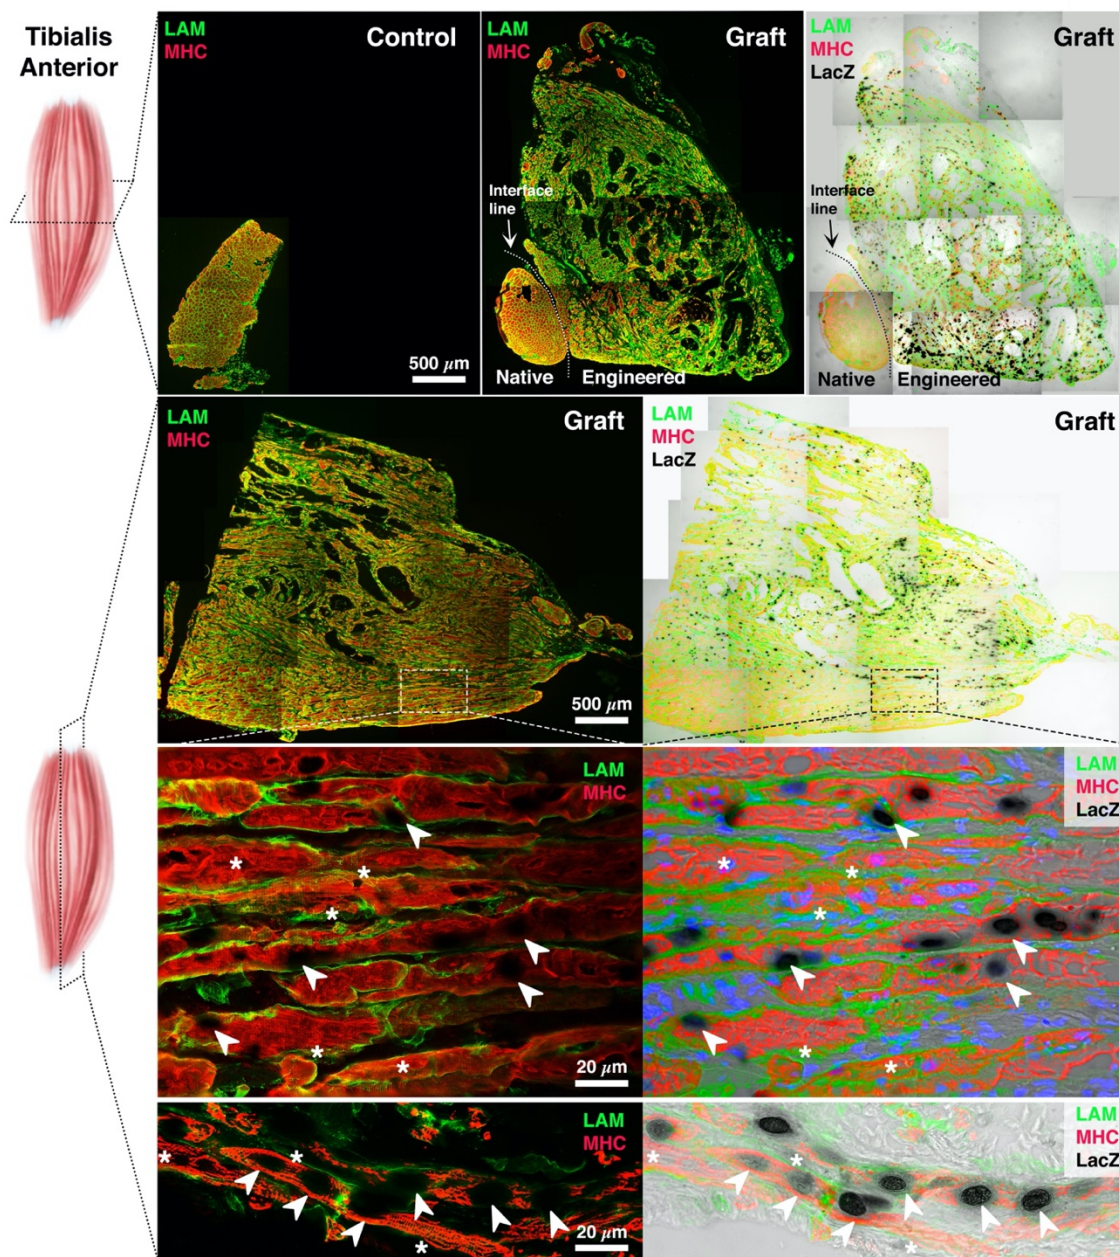 Tibialis
Anterior
LAM
MHC
Control
500 µm
LAM
MHC
Graft
Interface
line
Native
Engineered
LAM
MHC
LacZ
Graft
Interface
line
Native
Engineered
LAM
MHC
Graft
500 µm
LAM
MHC
LacZ
Graft
LAM
MHC
20 µm
LAM
MHC
LacZ
LAM
MHC
20 µm
LAM
MHC
LacZ